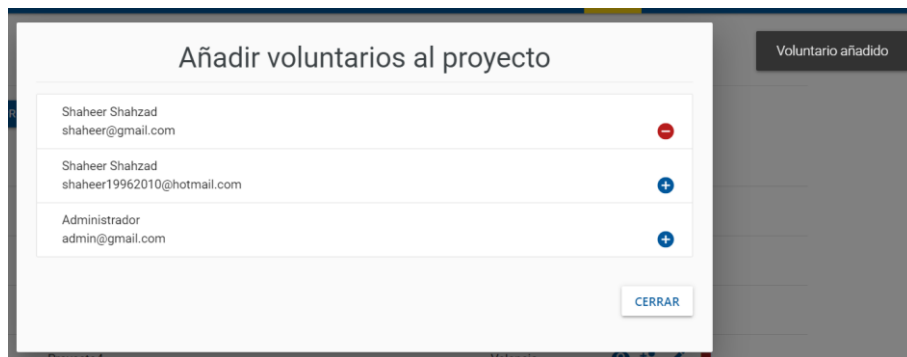 Añadir voluntarios al proyecto
Voluntario añadido
Shaheer Shahzad
shaheer@gmail.com
Shaheer Shahzad
shaheer19962010@hotmail.com
Administrador
admin@gmail.com
CERRAR